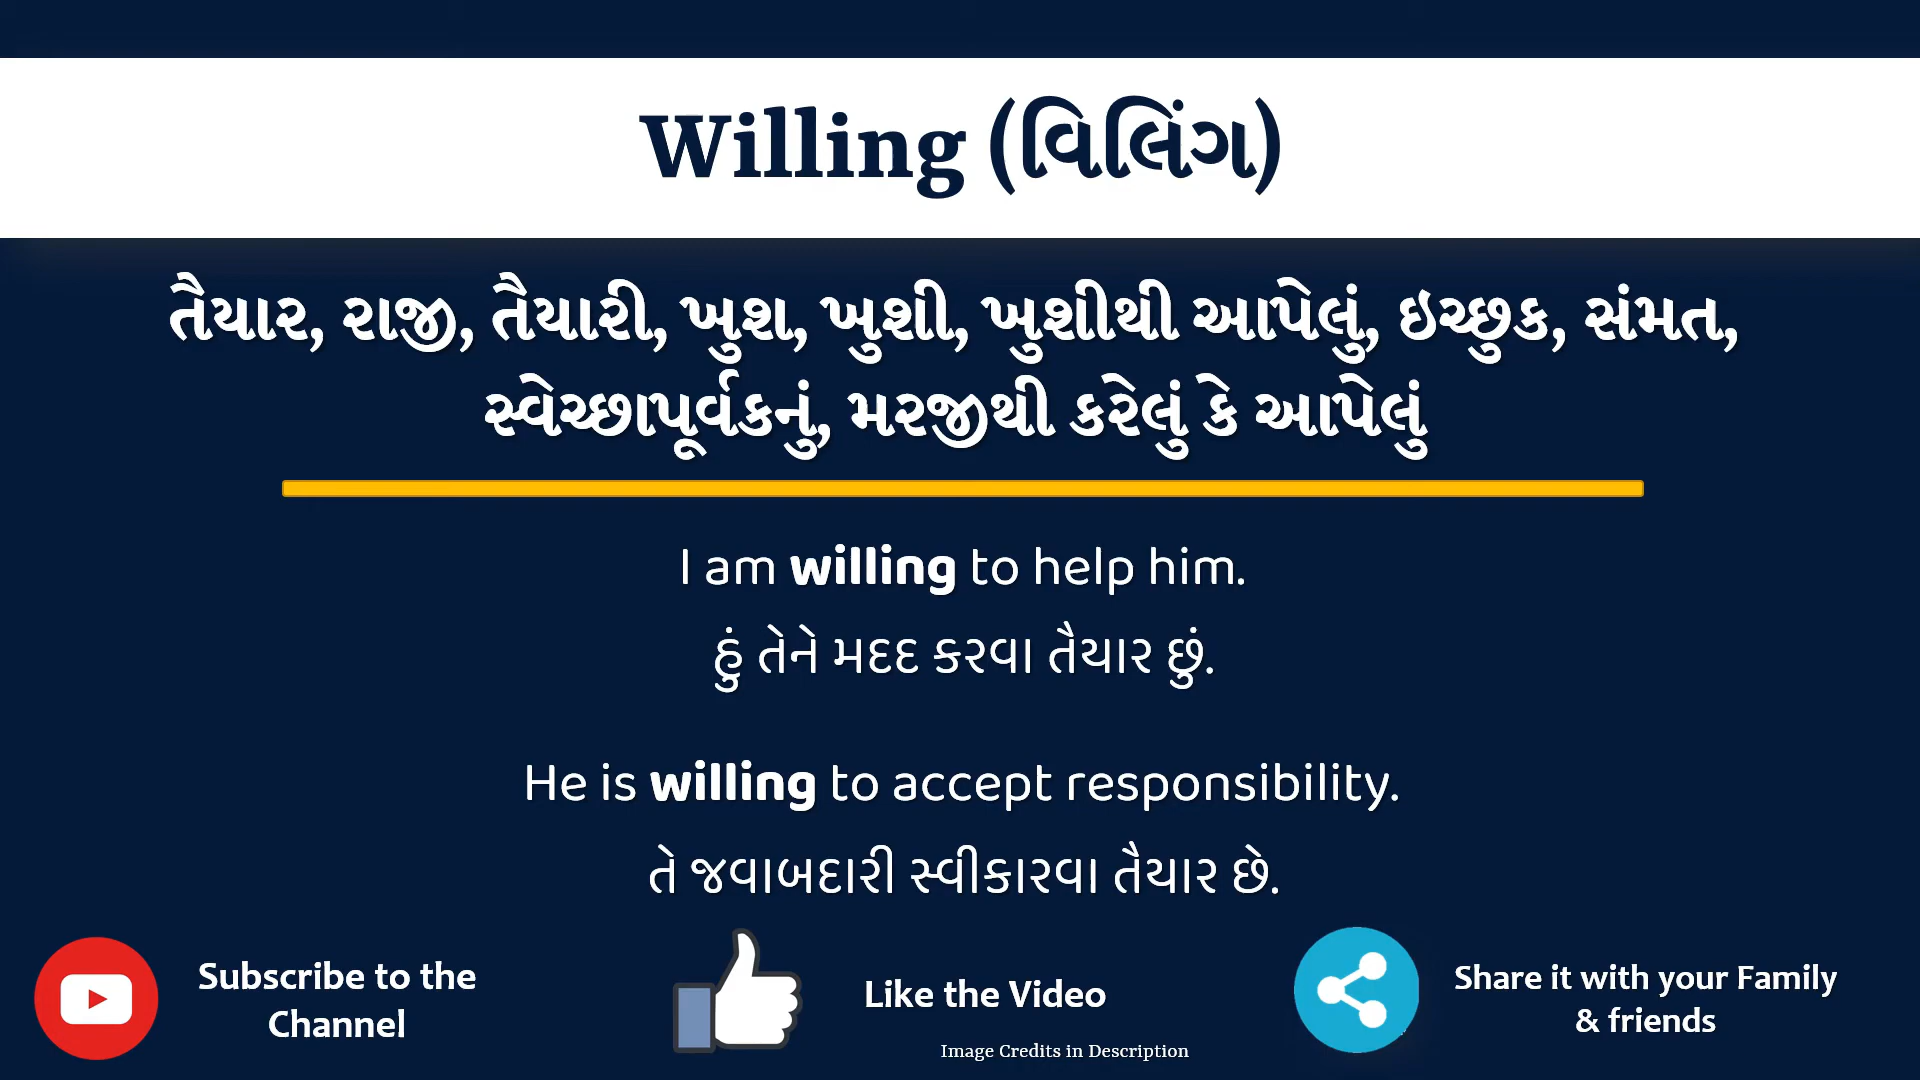 Willing (વિલિંગ)
તૈયાર, રાજી, તૈયારી, ખુશ, ખુશી, ખુશીથી આપેલું, ઇચ્છુક, સંમત,
સ્વેચ્છાપૂર્વકનું, મરજીથી કરેલું કે આપેલું
I am willing to help him.
હું તેને મદદ કરવા તૈયાર છું.
He is willing to accept responsibility.
તે જવાબદારી સ્વીકારવા તૈયાર છે.
Subscribe to the
Channel
Like the Video
Share it with your Family
& friends
Image Credits in Description